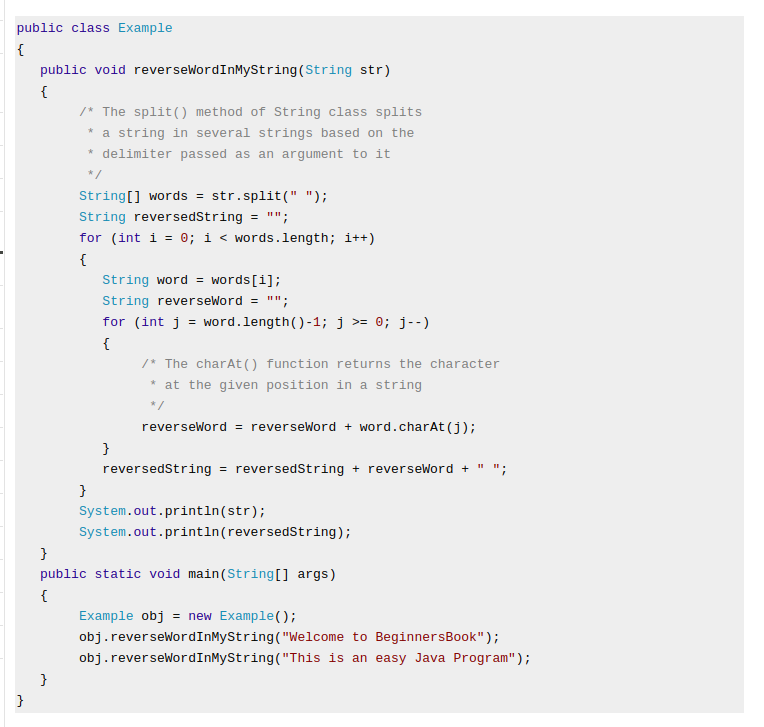 public class Example
{
   public void reverseWordInMyString(String str)
   {
        /* The split() method of String class splits
         * a string in several strings based on the
         * delimiter passed as an argument to it
         */
        String[] words = str.split(" ");
        String reversedString = "";
        for (int i = 0; i < words.length; i++)
        {
           String word = words[i];
           String reverseWord = "";
           for (int j = word.length()-1; j >= 0; j--)
           {
                /* The charAt() function returns the character
                 * at the given position in a string
                 */
                reverseWord = reverseWord + word.charAt(j);
           }
           reversedString = reversedString + reverseWord + " ";
        }
        System.out.println(str);
        System.out.println(reversedString);
   }
   public static void main(String[] args)
   {
        Example obj = new Example();
        obj.reverseWordInMyString("Welcome to BeginnersBook");
        obj.reverseWordInMyString("This is an easy Java Program");
   }
}